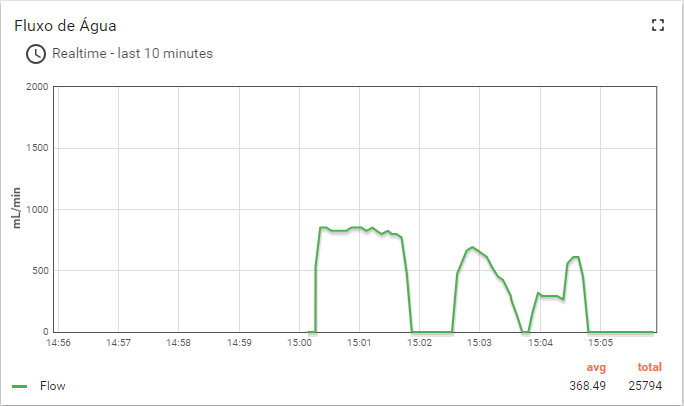 Fluxo de Água
Realtime - last 10 minutes
mL/min
2000
1500
1000
500
0
14:56 14:57 14:58 14:59 15:00 15:01 15:02 15:03 15:04 15:05
avg total
Flow 368.49 25794